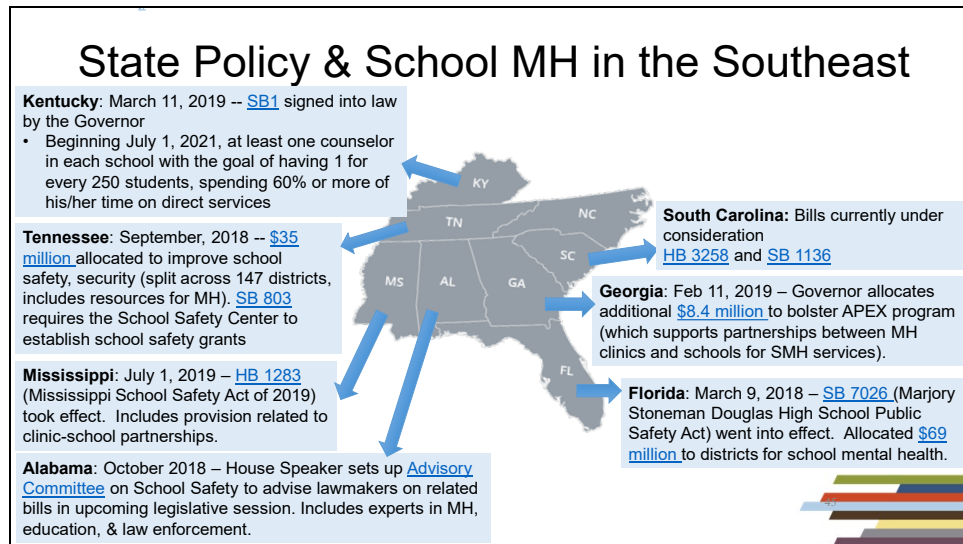 State Policy & School MH in the Southeast
Kentucky: March 11, 2019 -- SB1 signed into law
by the Governor
• Beginning July 1, 2021, at least one counselor
in each school with the goal of having 1 for
every 250 students, spending 60% or more of
his/her time on direct services
Tennessee: September, 2018 -- $35
million allocated to improve school
safety, security (split across 147 districts,
includes resources for MH). SB 803
requires the School Safety Center to
establish school safety grants
Mississippi: July 1, 2019 – HB 1283
(Mississippi School Safety Act of 2019)
took effect.  Includes provision related to
clinic-school partnerships.
Alabama: October 2018 – House Speaker sets up Advisory
Committee on School Safety to advise lawmakers on related
bills in upcoming legislative session. Includes experts in MH,
education, & law enforcement.
KY
TN
NC
SC
MS
AL
GA
FL
South Carolina: Bills currently under
consideration
HB 3258 and SB 1136
Georgia: Feb 11, 2019 – Governor allocates
additional $8.4 million to bolster APEX program
(which supports partnerships between MH
clinics and schools for SMH services).
Florida: March 9, 2018 – SB 7026 (Marjory
Stoneman Douglas High School Public
Safety Act) went into effect.  Allocated $69
million to districts for school mental health.